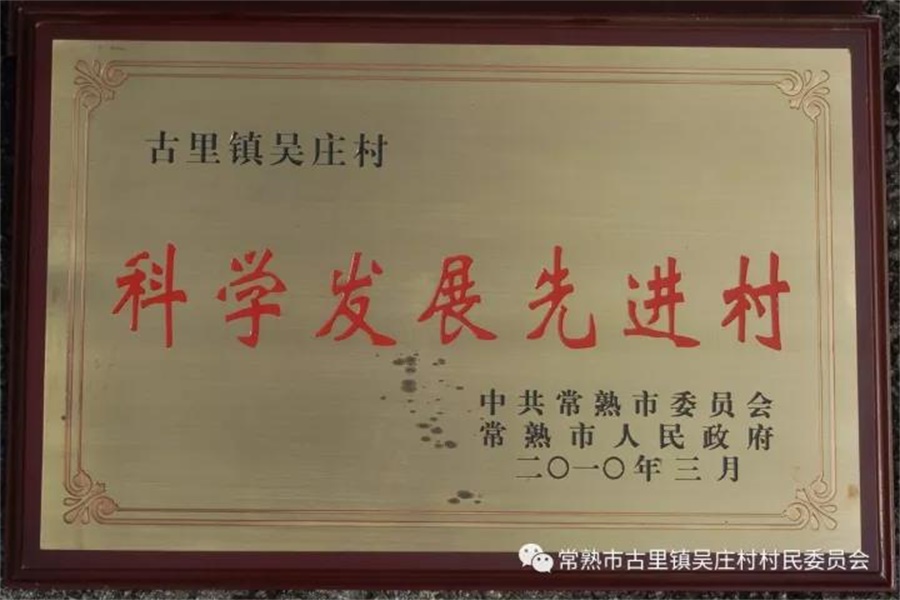 古里镇吴庄村
科学发展先进村
中共常熟市委员会
常熟市人民政府
二〇一〇年三月
常熟市古里镇吴庄村村民委员会